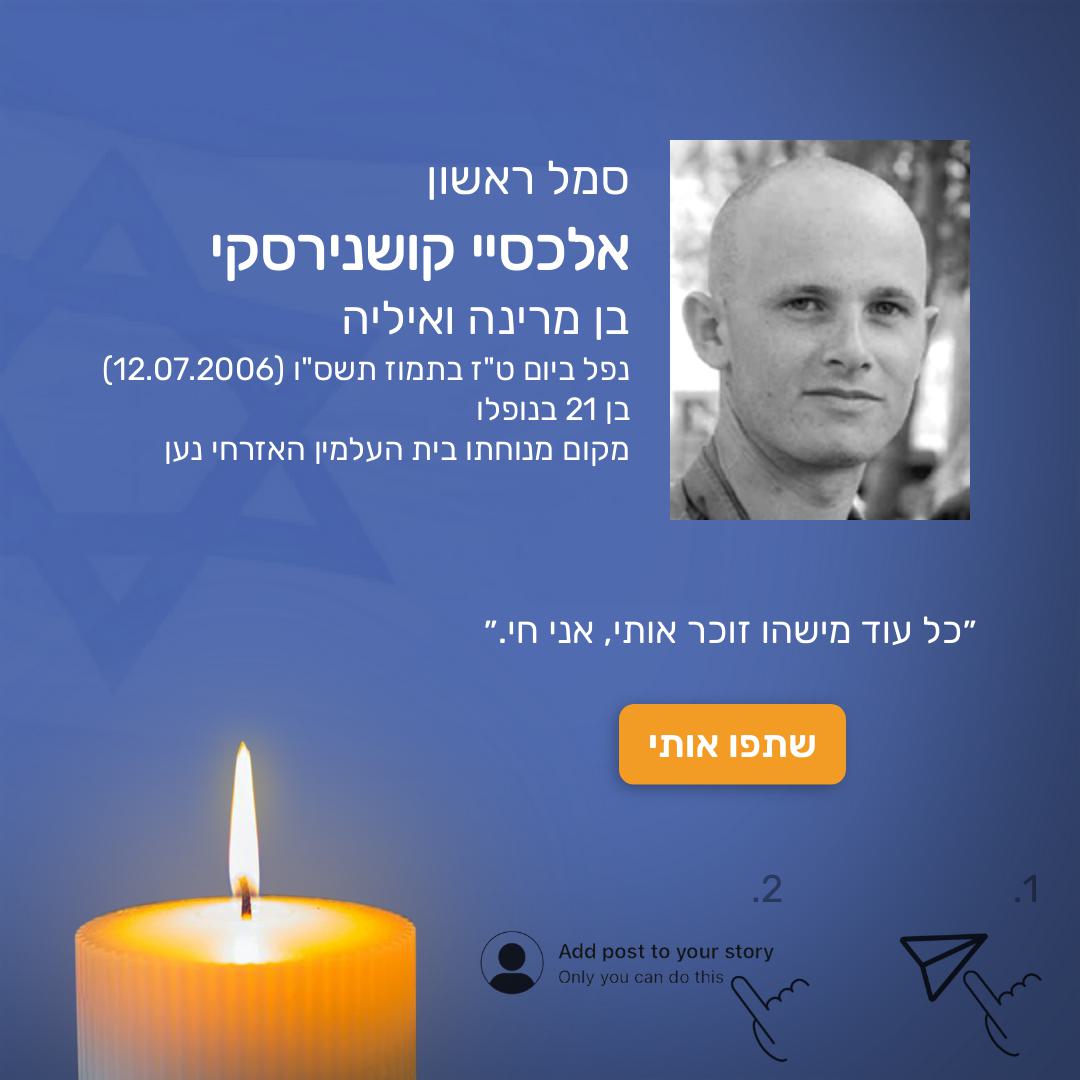 סמל ראשון
אלכסיי קושנירסקי
בן מרינה ואיליה
נפל ביום ט"ז בתמוז תשס"ו (12.07.2006)
בן 21 בנופלו
מקום מנוחתו בית העלמין האזרחי נען
״כל עוד מישהו זוכר אותי, אני חי.״
שתפו אותי
.1
.2
Add post to your story
Only you can do this